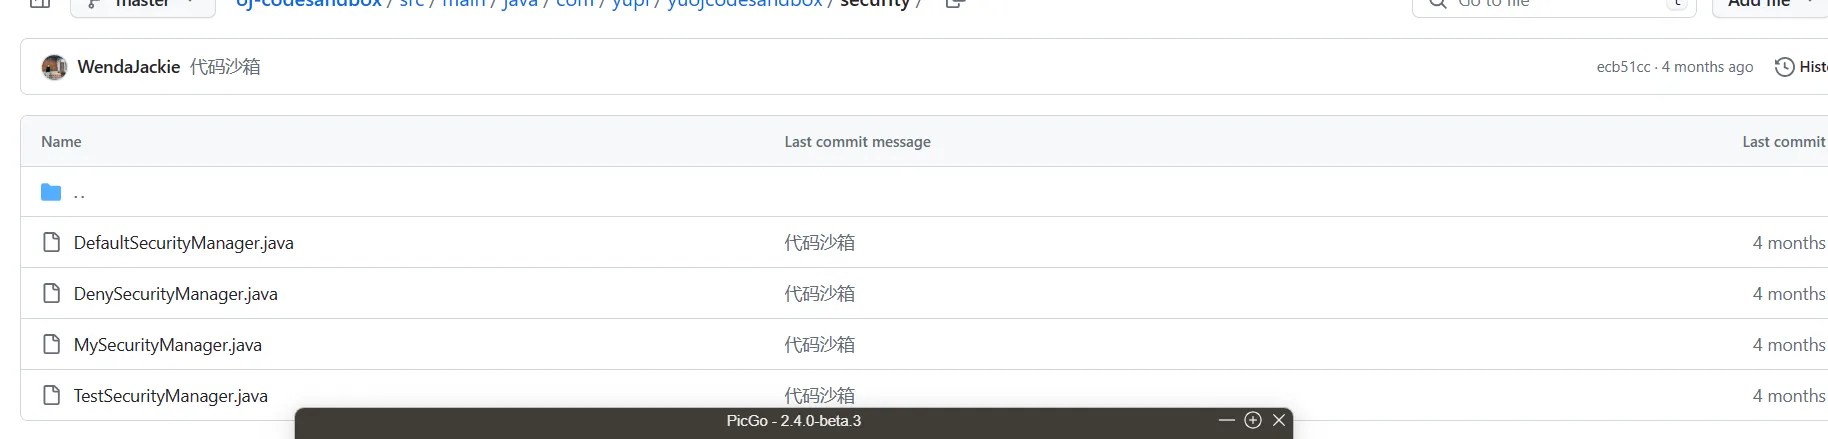 master oj-codesandbox / src / main / java / com / yupi / yuojcodesandbox / security / Go to file t Add file
WendaJackie 代码沙箱 ecb51cc · 4 months ago Histo
Name Last commit message Last commit
..
DefaultSecurityManager.java 代码沙箱 4 months
DenySecurityManager.java 代码沙箱 4 months
MySecurityManager.java 代码沙箱 4 months
TestSecurityManager.java 代码沙箱 4 months
PicGo - 2.4.0-beta.3